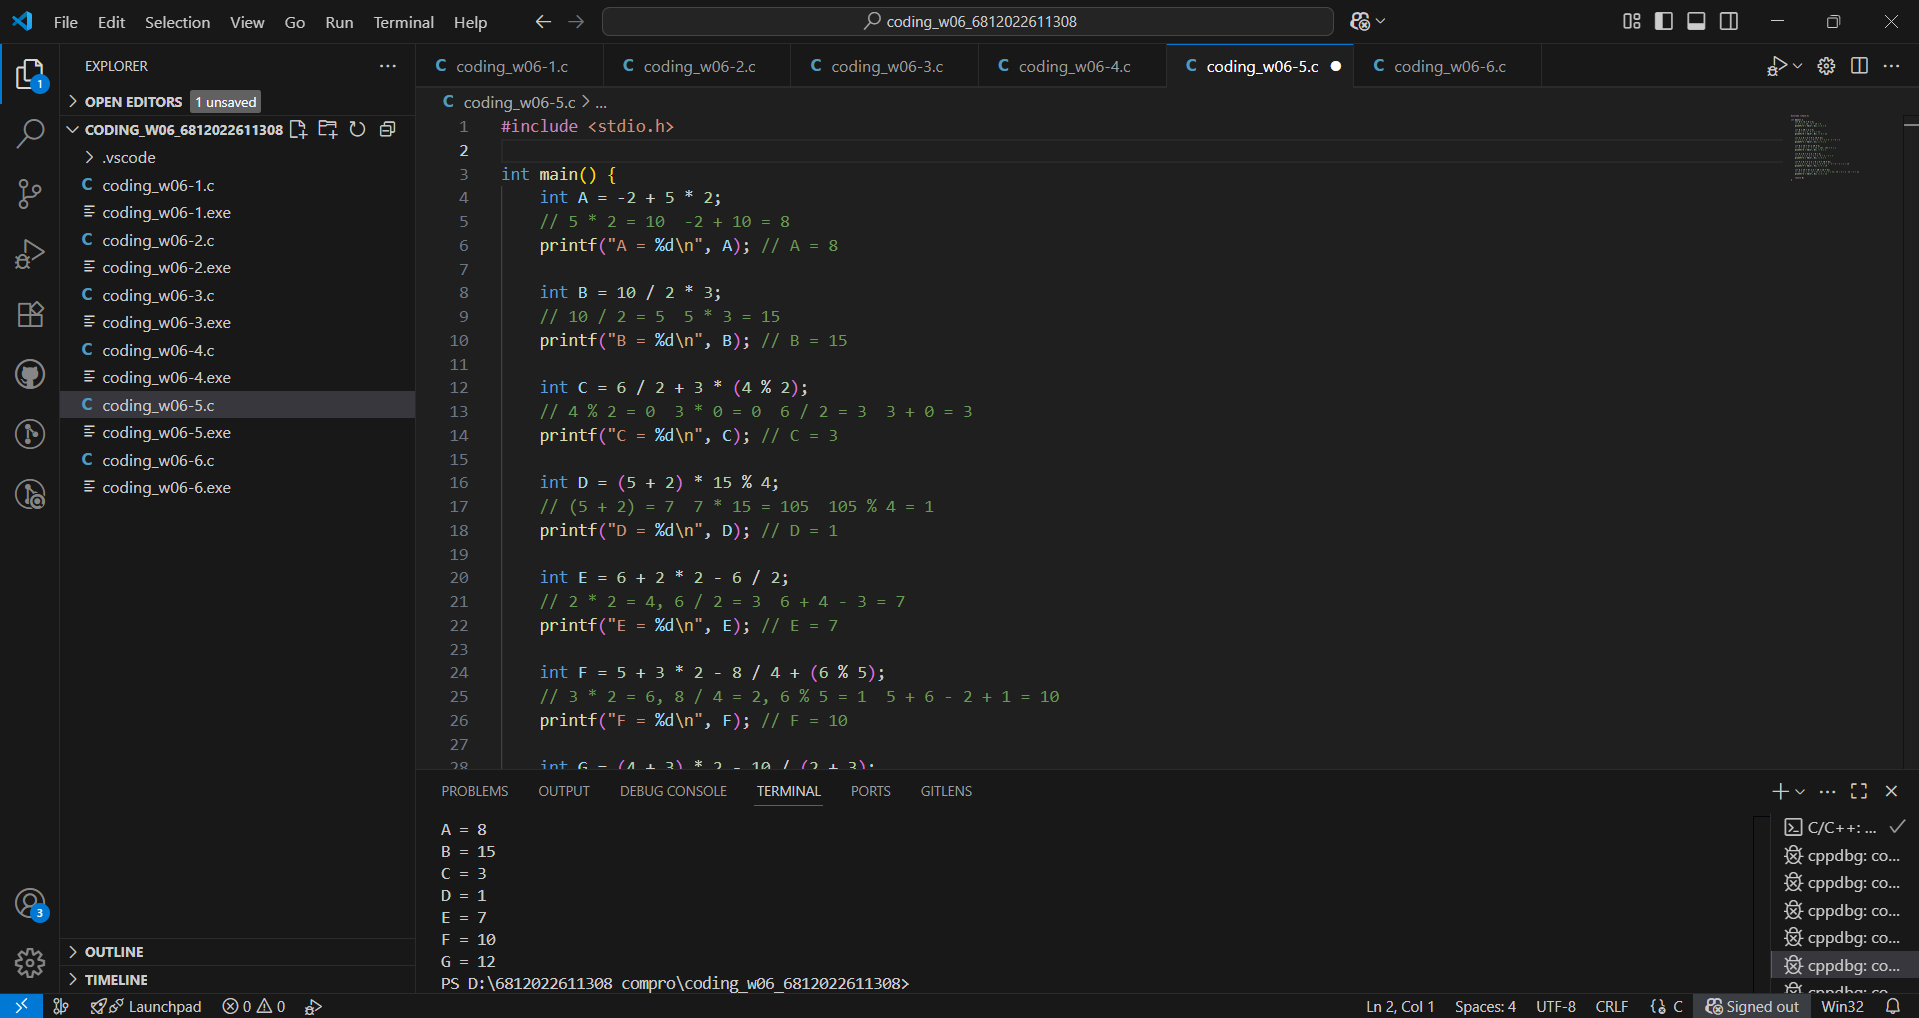 File Edit Selection View Go Run Terminal Help
coding_w06_6812022611308
EXPLORER
OPEN EDITORS 1 unsaved
CODING_W06_6812022611308
.vscode
C coding_w06-1.c
coding_w06-1.exe
C coding_w06-2.c
coding_w06-2.exe
C coding_w06-3.c
coding_w06-3.exe
C coding_w06-4.c
coding_w06-4.exe
C coding_w06-5.c
coding_w06-5.exe
C coding_w06-6.c
coding_w06-6.exe
OUTLINE
TIMELINE
1
3
C coding_w06-1.c C coding_w06-2.c C coding_w06-3.c C coding_w06-4.c C coding_w06-5.c C coding_w06-6.c
C coding_w06-5.c > ...
1 #include <stdio.h>
2
3 int main() {
4 int A = -2 + 5 * 2;
5 // 5 * 2 = 10  -2 + 10 = 8
6 printf("A = %d\n", A); // A = 8
7
8 int B = 10 / 2 * 3;
9 // 10 / 2 = 5  5 * 3 = 15
10 printf("B = %d\n", B); // B = 15
11
12 int C = 6 / 2 + 3 * (4 % 2);
13 // 4 % 2 = 0  3 * 0 = 0  6 / 2 = 3  3 + 0 = 3
14 printf("C = %d\n", C); // C = 3
15
16 int D = (5 + 2) * 15 % 4;
17 // (5 + 2) = 7  7 * 15 = 105  105 % 4 = 1
18 printf("D = %d\n", D); // D = 1
19
20 int E = 6 + 2 * 2 - 6 / 2;
21 // 2 * 2 = 4, 6 / 2 = 3  6 + 4 - 3 = 7
22 printf("E = %d\n", E); // E = 7
23
24 int F = 5 + 3 * 2 - 8 / 4 + (6 % 5);
25 // 3 * 2 = 6, 8 / 4 = 2, 6 % 5 = 1  5 + 6 - 2 + 1 = 10
26 printf("F = %d\n", F); // F = 10
27
28 int G = (4 + 3) * 2 - 10 / (2 + 3);
PROBLEMS OUTPUT DEBUG CONSOLE TERMINAL PORTS GITLENS
A = 8
B = 15
C = 3
D = 1
E = 7
F = 10
G = 12
PS D:\6812022611308 compro\coding_w06_6812022611308>
C/C++: ...
cppdbg: co...
cppdbg: co...
cppdbg: co...
cppdbg: co...
cppdbg: co...
cppdbg: co...
Launchpad 0 0 Ln 2, Col 1 Spaces: 4 UTF-8 CRLF {} C Signed out Win32